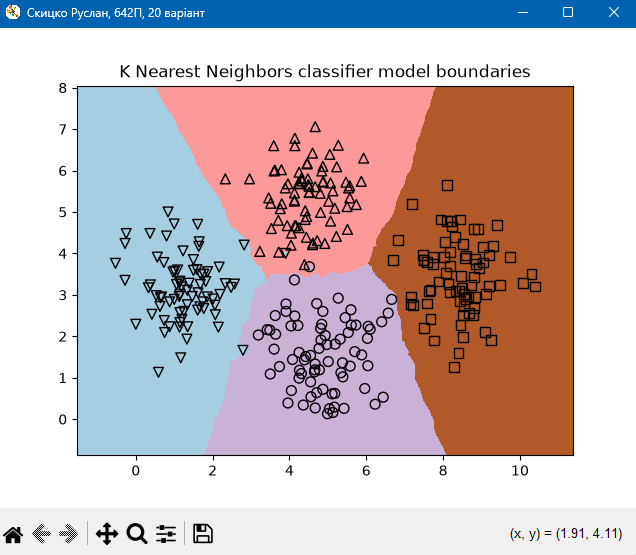 Скицко Руслан, 642П, 20 варіант
K Nearest Neighbors classifier model boundaries
8
7
6
5
4
3
2
1
0
0 2 4 6 8 10
(x, y) = (1.91, 4.11)